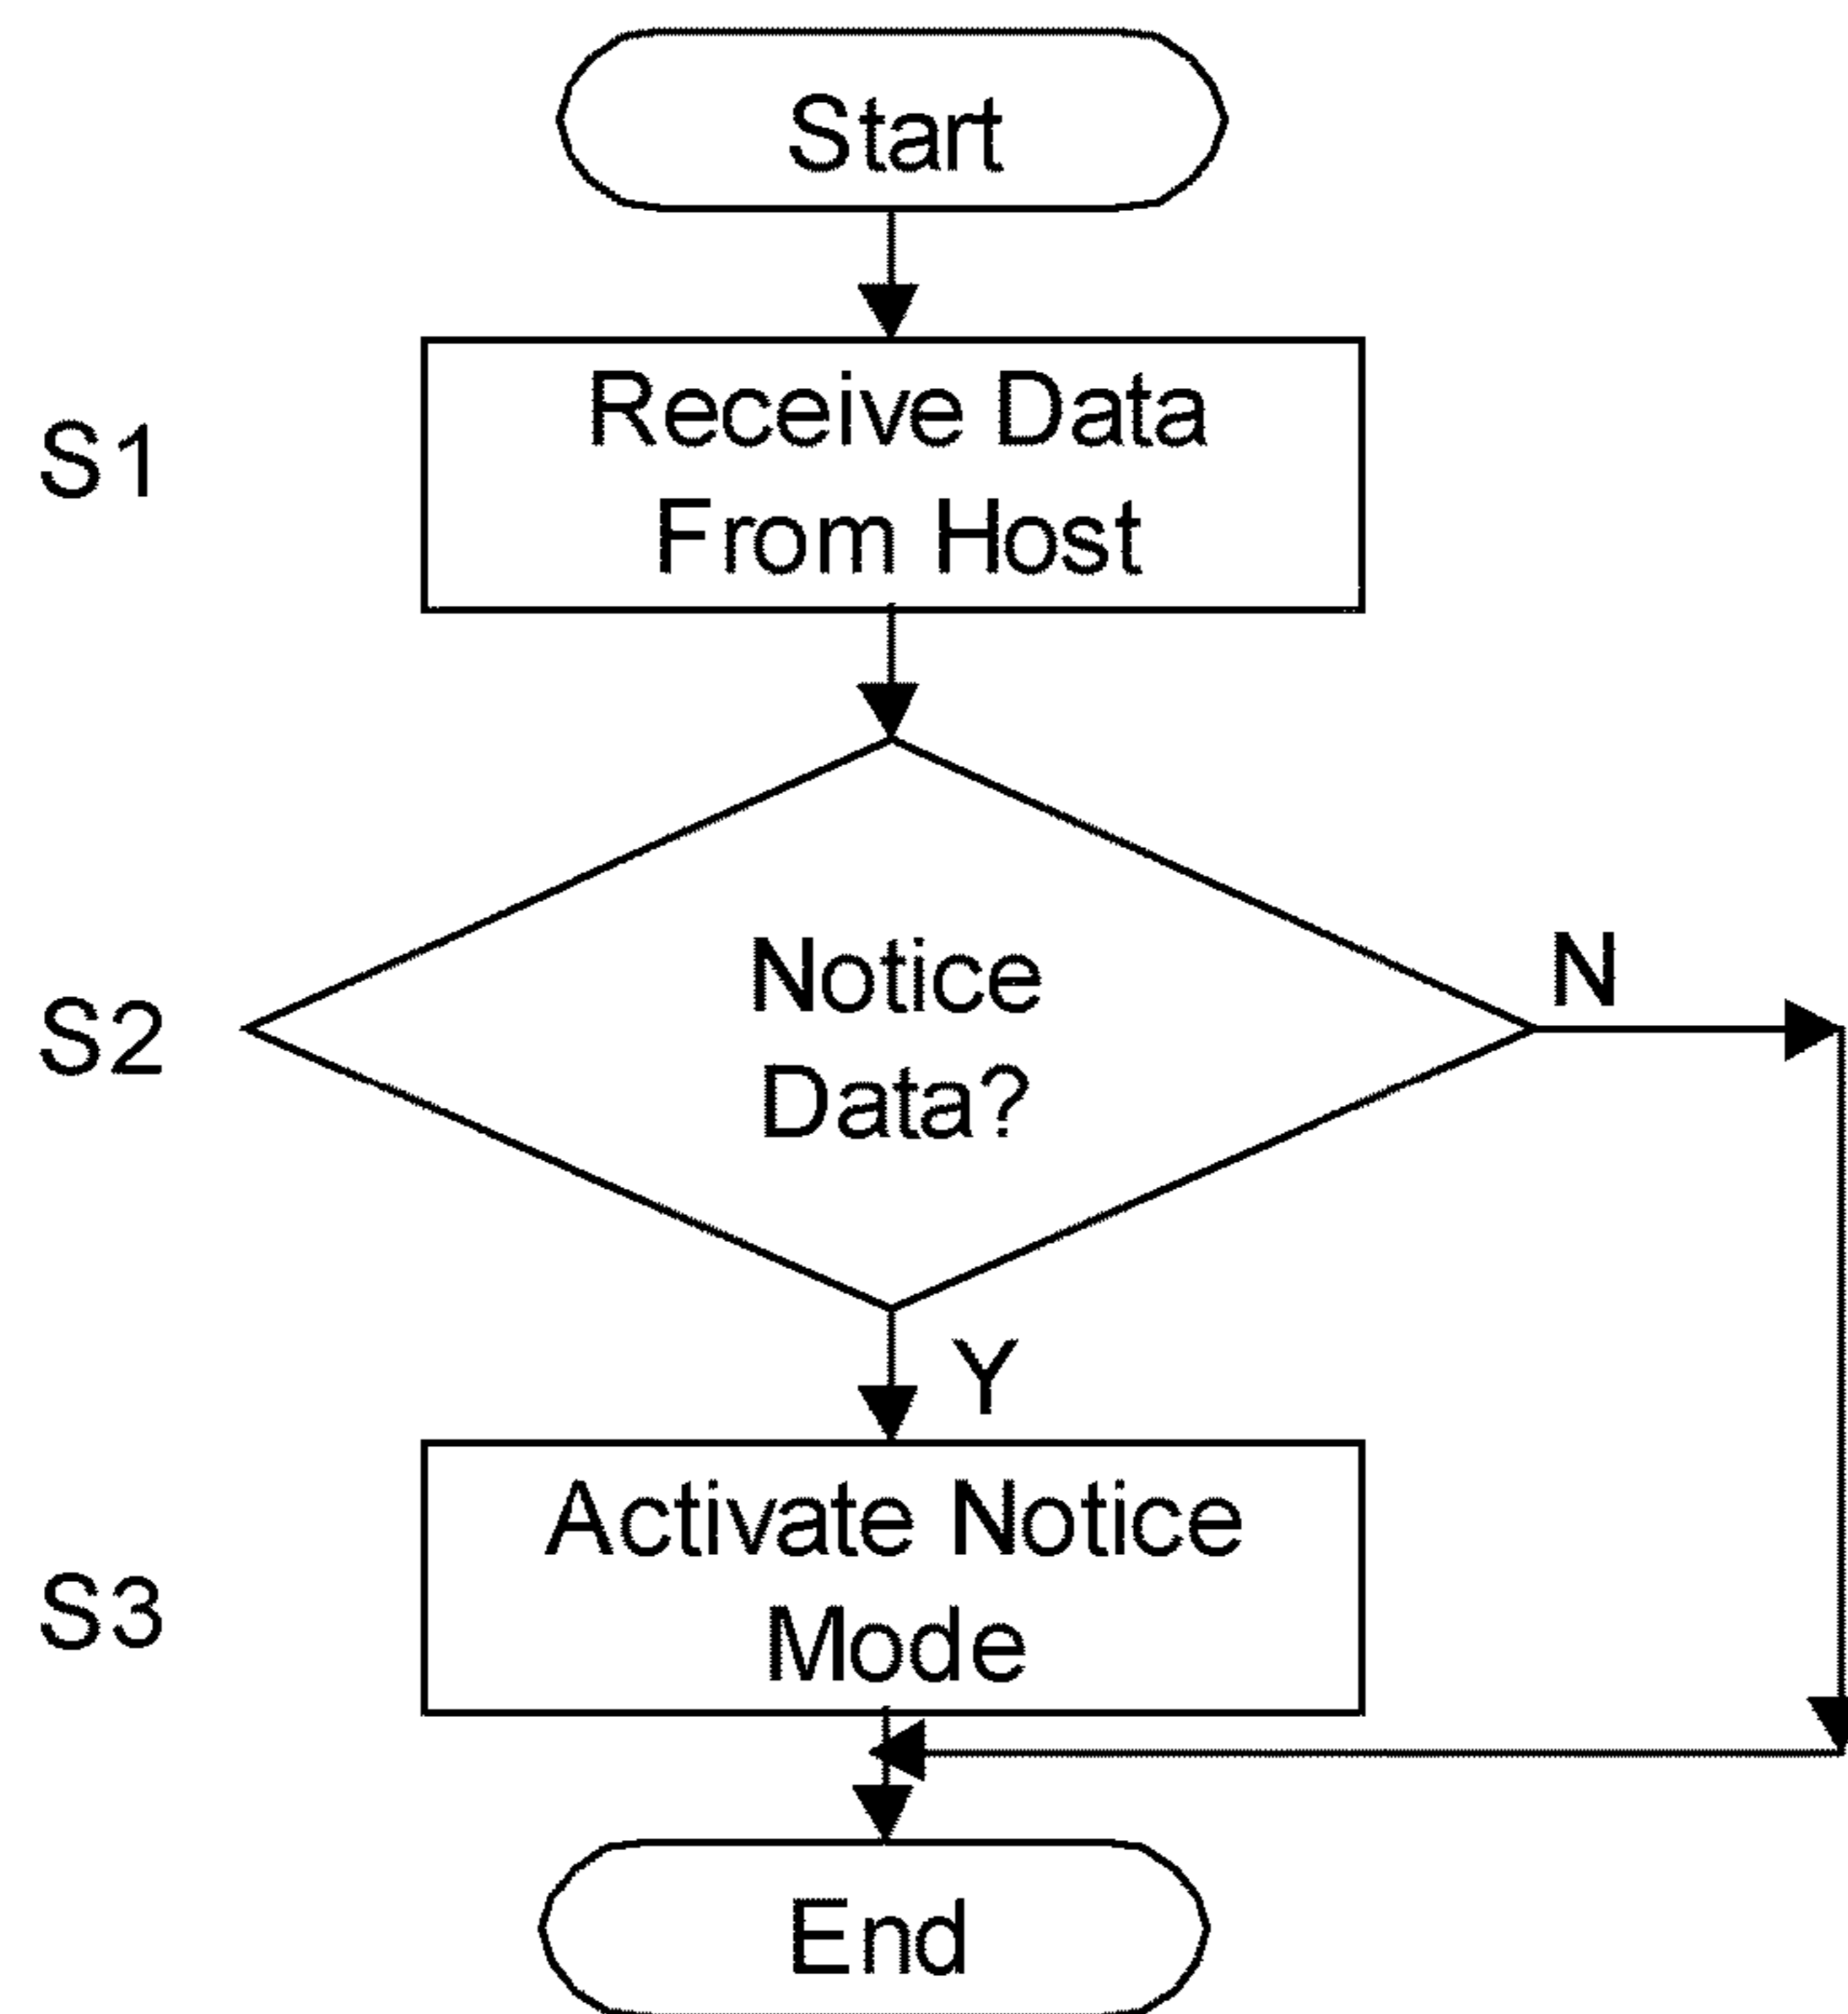 Start
S1
Receive Data
From Host
S2
Notice
Data?
N
Y
S3
Activate Notice
Mode
End